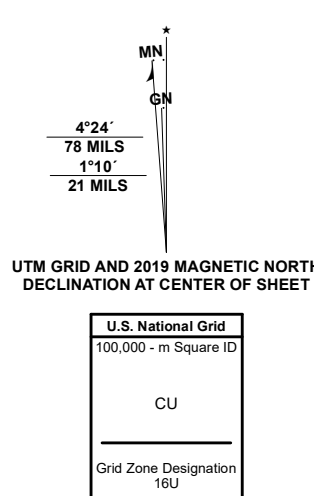 ★
MN
GN
4°24´
78 MILS
1°10´
21 MILS
UTM GRID AND 2019 MAGNETIC NORTH
DECLINATION AT CENTER OF SHEET
U.S. National Grid
100,000 - m Square ID
CU
Grid Zone Designation
16U